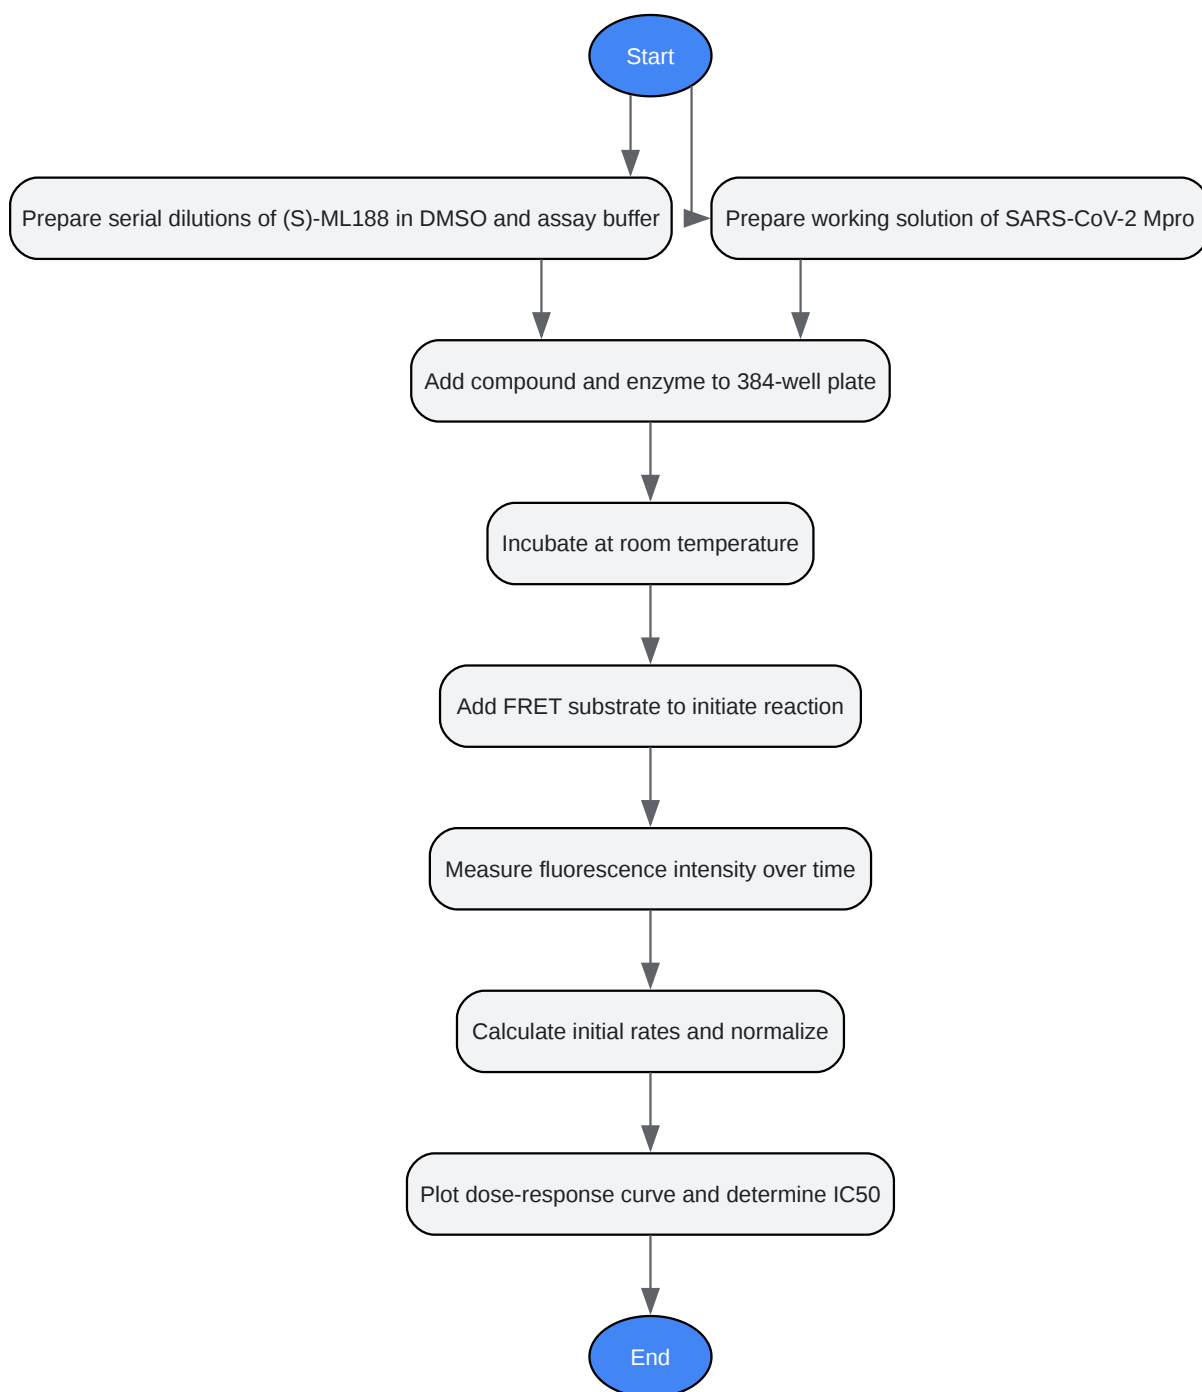 Start
Prepare serial dilutions of (S)-ML188 in DMSO and assay buffer
Prepare working solution of SARS-CoV-2 Mpro
Add compound and enzyme to 384-well plate
Incubate at room temperature
Add FRET substrate to initiate reaction
Measure fluorescence intensity over time
Calculate initial rates and normalize
Plot dose-response curve and determine IC50
End